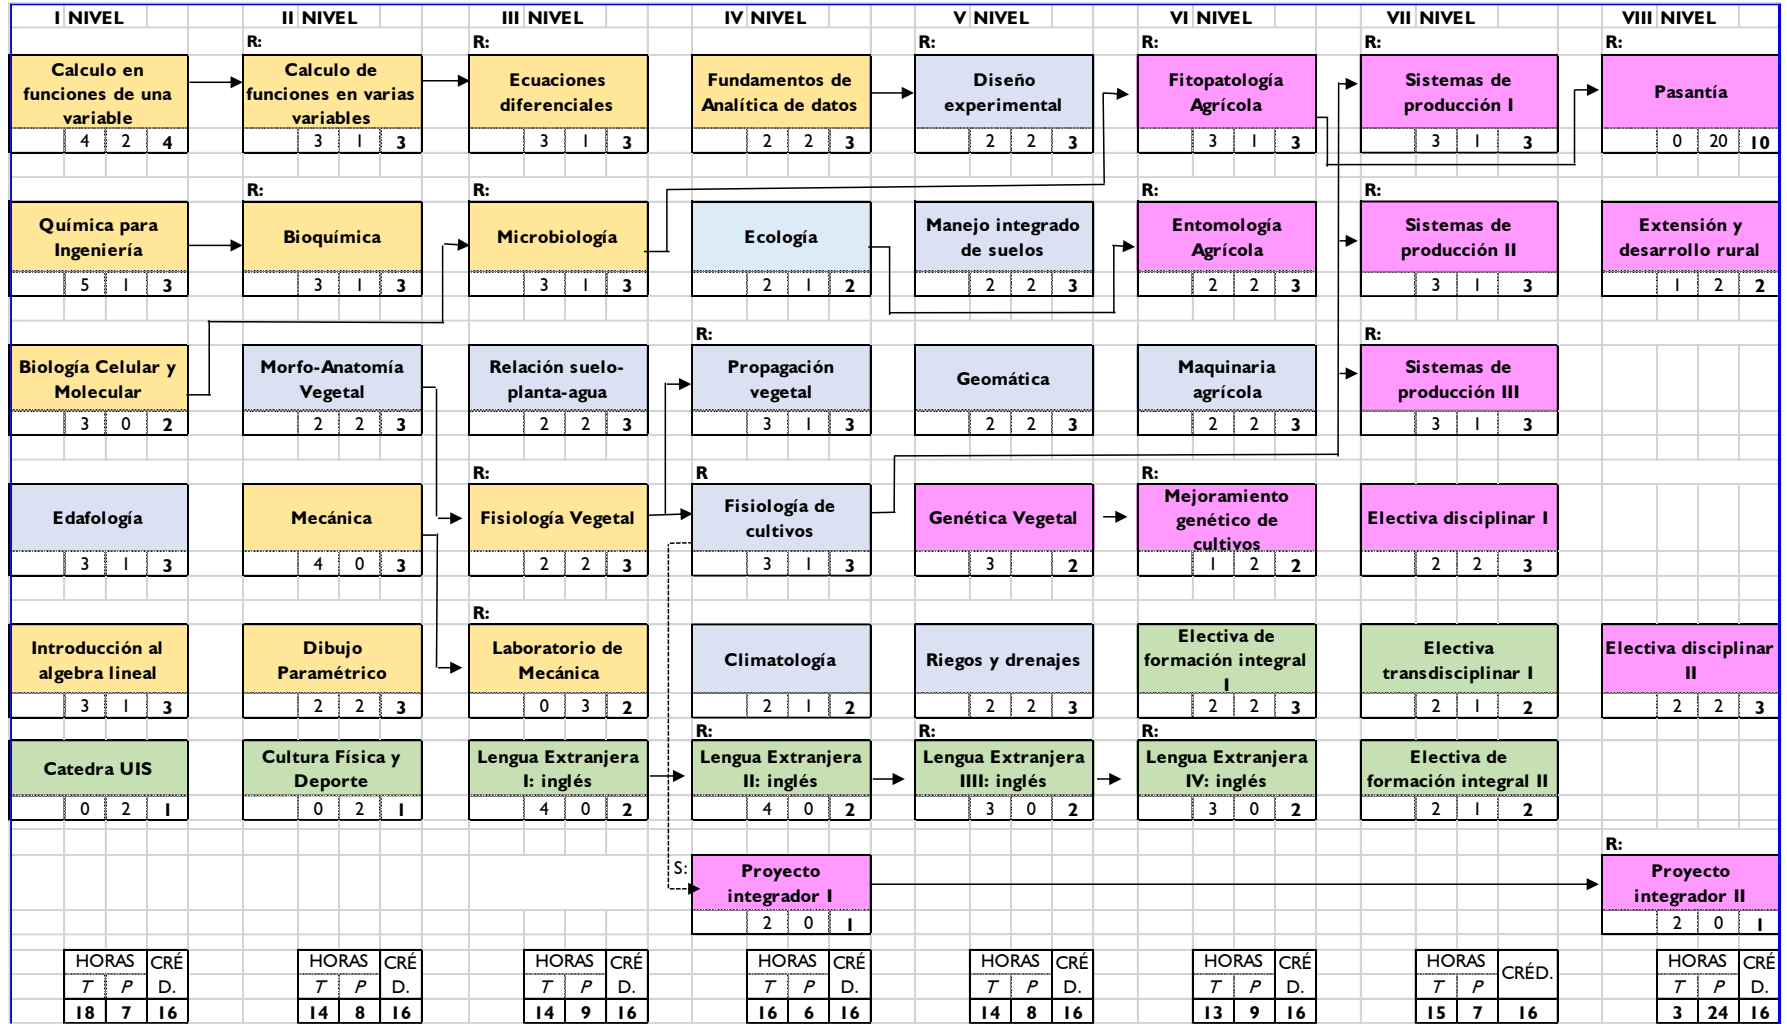 I NIVEL II NIVEL III NIVEL IV NIVEL V NIVEL VI NIVEL VII NIVEL VIII NIVEL
R: R: R: R: R: R:
Calculo en funciones de una variable
4 2 4
Calculo de funciones en varias variables
3 1 3
Ecuaciones diferenciales
3 1 3
Fundamentos de Analítica de datos
2 2 3
Diseño experimental
2 2 3
Fitopatología Agrícola
3 1 3
Sistemas de producción I
3 1 3
Pasantía
0 20 10
R: R: R: R:
Química para Ingeniería
5 1 3
Bioquímica
3 1 3
Microbiología
3 1 3
Ecología
2 1 2
Manejo integrado de suelos
2 2 3
Entomología Agrícola
2 2 3
Sistemas de producción II
3 1 3
Extensión y desarrollo rural
1 2 2
R: R:
Biología Celular y Molecular
3 0 2
Morfo-Anatomía Vegetal
2 2 3
Relación suelo-planta-agua
2 2 3
Propagación vegetal
3 1 3
Geomática
2 2 3
Maquinaria agrícola
2 2 3
Sistemas de producción III
3 1 3
R: R R:
Edafología
3 1 3
Mecánica
4 0 3
Fisiología Vegetal
2 2 3
Fisiología de cultivos
3 1 3
Genética Vegetal
3 2
Mejoramiento genético de cultivos
1 2 2
Electiva disciplinar I
2 2 3
R:
Introducción al algebra lineal
3 1 3
Dibujo Paramétrico
2 2 3
Laboratorio de Mecánica
0 3 2
Climatología
2 1 2
Riegos y drenajes
2 2 3
Electiva de formación integral I
2 2 3
Electiva transdisciplinar I
2 1 2
Electiva disciplinar II
2 2 3
R: R: R:
Catedra UIS
0 2 1
Cultura Física y Deporte
0 2 1
Lengua Extranjera I: inglés
4 0 2
Lengua Extranjera II: inglés
4 0 2
Lengua Extranjera IIII: inglés
3 0 2
Lengua Extranjera IV: inglés
3 0 2
Electiva de formación integral II
2 1 2
R:
S:
Proyecto integrador I
2 0 1
Proyecto integrador II
2 0 1
HORAS CRÉ HORAS CRÉ HORAS CRÉ HORAS CRÉ HORAS CRÉ HORAS CRÉ HORAS CRÉD. HORAS CRÉ
T P D. T P D. T P D. T P D. T P D. T P D. T P T P D.
18 7 16 14 8 16 14 9 16 16 6 16 14 8 16 13 9 16 15 7 16 3 24 16